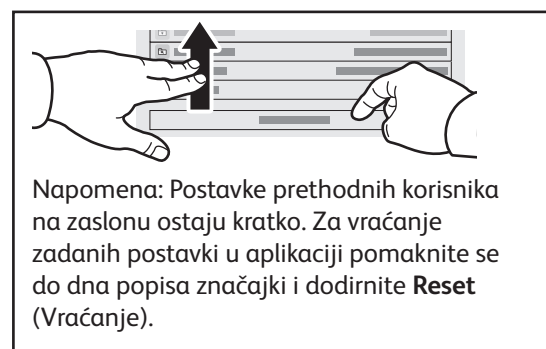 Napomena: Postavke prethodnih korisnika
na zaslonu ostaju kratko. Za vraćanje
zadanih postavki u aplikaciji pomaknite se
do dna popisa značajki i dodirnite Reset
(Vraćanje).